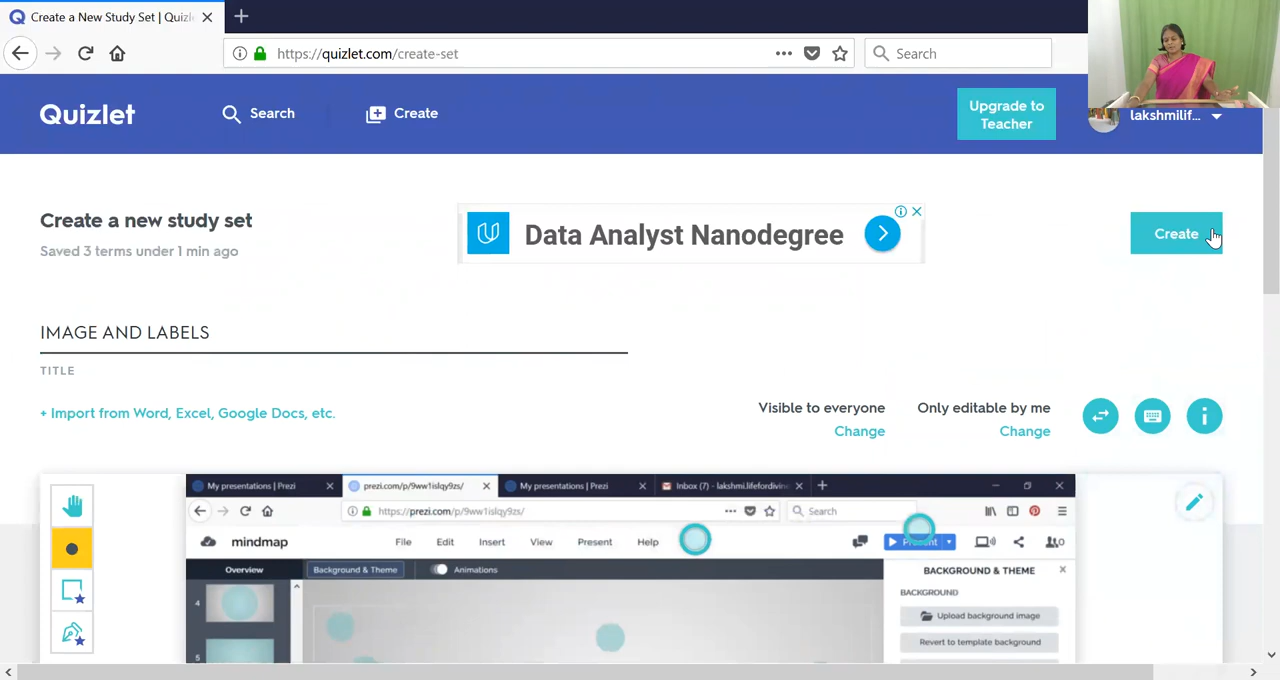 Create a New Study Set | Quizl
https://quizlet.com/create-set
Search
Quizlet
Search
Create
Upgrade to
Teacher
lakshmilif...
Create a new study set
Saved 3 terms under 1 min ago
Data Analyst Nanodegree
Create
IMAGE AND LABELS
TITLE
+ Import from Word, Excel, Google Docs, etc.
Visible to everyone
Change
Only editable by me
Change
My presentations | Prezi
prezi.com/p/9ww1islqy9zs/
My presentations | Prezi
Inbox (7) - lakshmi.lifefordivin
https://prezi.com/p/9ww1islqy9zs/
Search
mindmap
File
Edit
Insert
View
Present
Help
Present
Overview
Background & Theme
Animations
BACKGROUND & THEME
4
BACKGROUND
Upload background image
Revert to template background
5